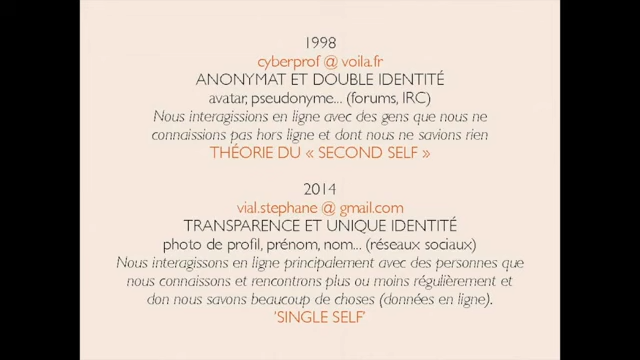 1998
cyberprof @ voila.fr
ANONYMAT ET DOUBLE IDENTITÉ
avatar, pseudonyme... (forums, IRC)
Nous interagissions en ligne avec des gens que nous ne
connaissions pas hors ligne et dont nous ne savions rien
THÉORIE DU « SECOND SELF »
2014
vial.stephane @ gmail.com
TRANSPARENCE ET UNIQUE IDENTITÉ
photo de profil, prénom, nom... (réseaux sociaux)
Nous interagissons en ligne principalement avec des personnes que
nous connaissons et rencontrons plus ou moins régulièrement et
don nous savons beaucoup de choses (données en ligne).
'SINGLE SELF'